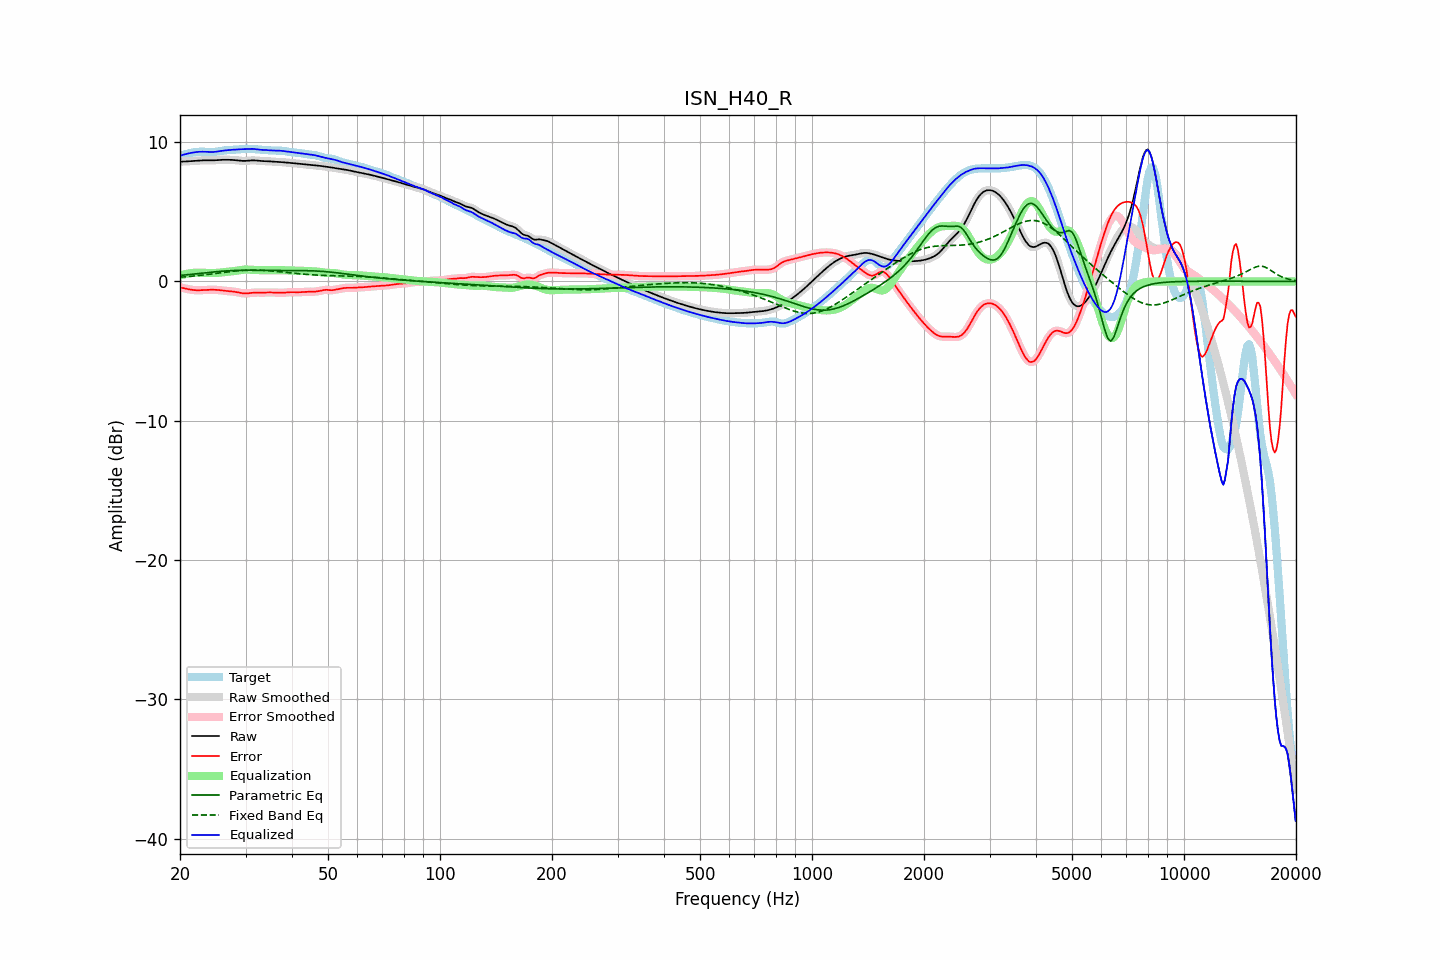 ISN_H40_R
Amplitude (dBr)
10
0
−10
−20
−30
−40
Target
Raw Smoothed
Error Smoothed
Raw
Error
Equalization
Parametric Eq
Fixed Band Eq
Equalized
20 50 100 200 500 1000 2000 5000 10000 20000
Frequency (Hz)